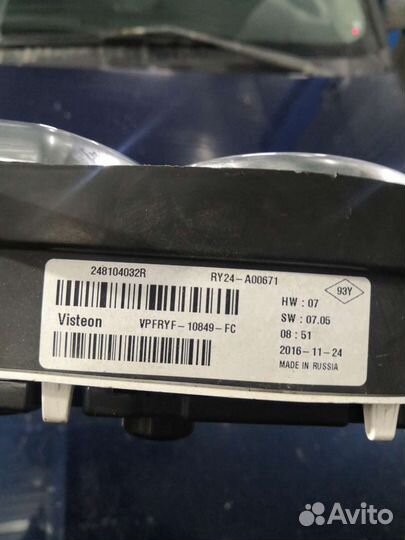 248104032R
RY24-A00671
93Y
HW : 07
Visteon
VPFRYF-10849-FC
SW : 07.05
08 : 51
2016-11-24
MADE IN RUSSIA
Avito